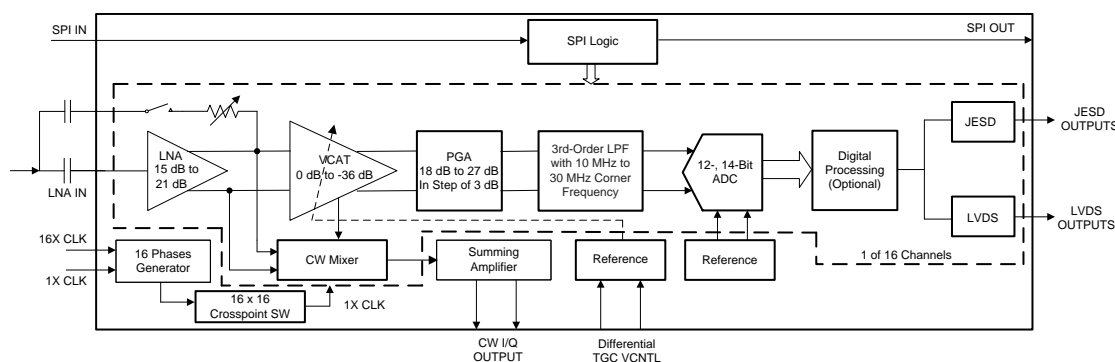 SPI IN
SPI Logic
SPI OUT
LNA
15 dB to
21 dB
LNA IN
VCAT
0 dB to -36 dB
PGA
18 dB to 27 dB
In Step of 3 dB
3rd-Order LPF
with 10 MHz to
30 MHz Corner
Frequency
12-, 14-Bit
ADC
Digital
Processing
(Optional)
JESD
JESD
OUTPUTS
LVDS
LVDS
OUTPUTS
16X CLK
1X CLK
16 Phases
Generator
CW Mixer
Summing
Amplifier
Reference
Reference
1 of 16 Channels
16 x 16
Crosspoint SW
1X CLK
CW I/Q
OUTPUT
Differential
TGC VCNTL